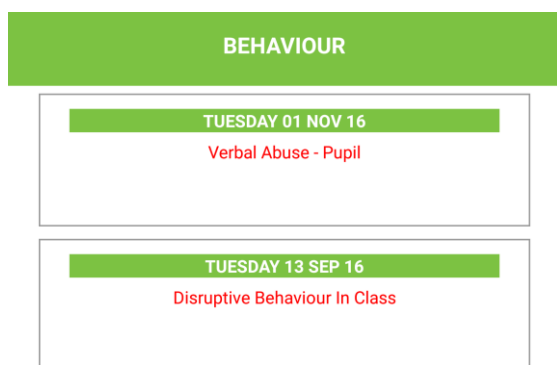 BEHAVIOUR
TUESDAY 01 NOV 16
Verbal Abuse - Pupil
TUESDAY 13 SEP 16
Disruptive Behaviour In Class